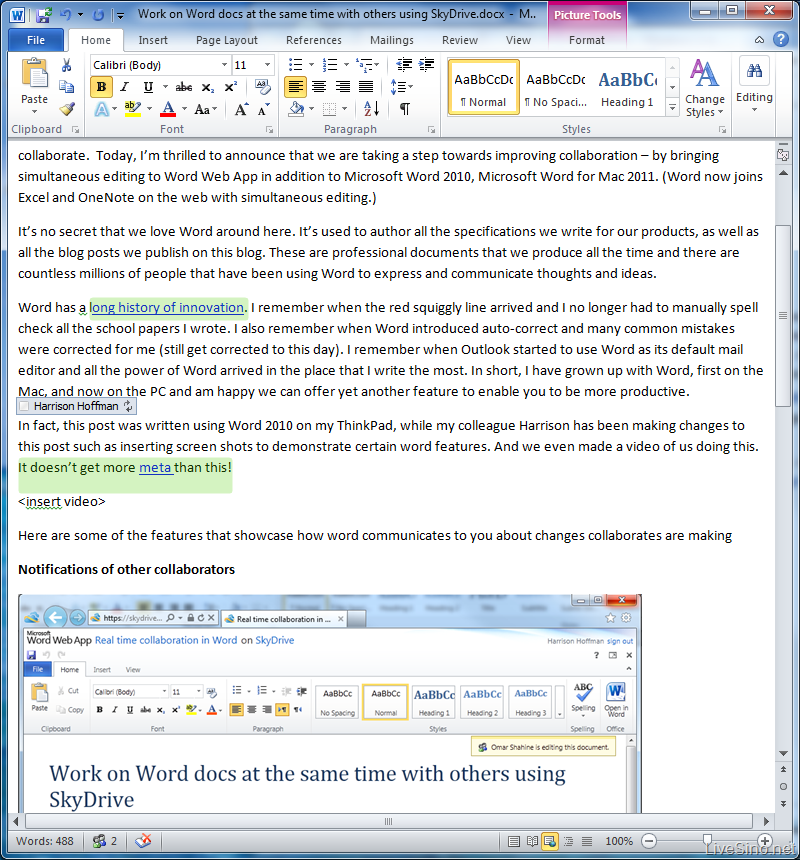 Work on Word docs at the same time with others using SkyDrive.docx - M..
Picture Tools
File Home Insert Page Layout References Mailings Review View Format
Calibri (Body) 11
Paste
B I U abc x₂ x²
A ab A Aa A A
AaBbCcDc AaBbCcDc AaBbCc
¶ Normal ¶ No Spaci... Heading 1
Change Styles
Editing
Clipboard Font Paragraph Styles
collaborate. Today, I’m thrilled to announce that we are taking a step towards improving collaboration – by bringing
simultaneous editing to Word Web App in addition to Microsoft Word 2010, Microsoft Word for Mac 2011. (Word now joins
Excel and OneNote on the web with simultaneous editing.)
It’s no secret that we love Word around here. It’s used to author all the specifications we write for our products, as well as
all the blog posts we publish on this blog. These are professional documents that we produce all the time and there are
countless millions of people that have been using Word to express and communicate thoughts and ideas.
Word has a long history of innovation. I remember when the red squiggly line arrived and I no longer had to manually spell
check all the school papers I wrote. I also remember when Word introduced auto-correct and many common mistakes
were corrected for me (still get corrected to this day). I remember when Outlook started to use Word as its default mail
editor and all the power of Word arrived in the place that I write the most. In short, I have grown up with Word, first on the
Mac, and now on the PC and am happy we can offer yet another feature to enable you to be more productive.
Harrison Hoffman
In fact, this post was written using Word 2010 on my ThinkPad, while my colleague Harrison has been making changes to
this post such as inserting screen shots to demonstrate certain word features. And we even made a video of us doing this.
It doesn’t get more meta than this!
<insert video>
Here are some of the features that showcase how word communicates to you about changes collaborates are making
Notifications of other collaborators
https://skydrive... Real time collaboration in ...
Microsoft
Word Web App Real time collaboration in Word on SkyDrive
Harrison Hoffman sign out
File Home Insert View
Cut
Copy
Paste
Calibri (Body) 11
B I U abc x₂ x² ab A
AaBbCc AaBbCc AaBbCc AaBbCc AaBbCc
No Spacing Normal Heading 1 Heading 2 Heading 3
ABC
Spelling
Open in Word
Clipboard Font Paragraph Styles Spelling Office
Omar Shahine is editing this document.
Work on Word docs at the same time with others using
SkyDrive
Words: 488 2 100%
LiveSino.net